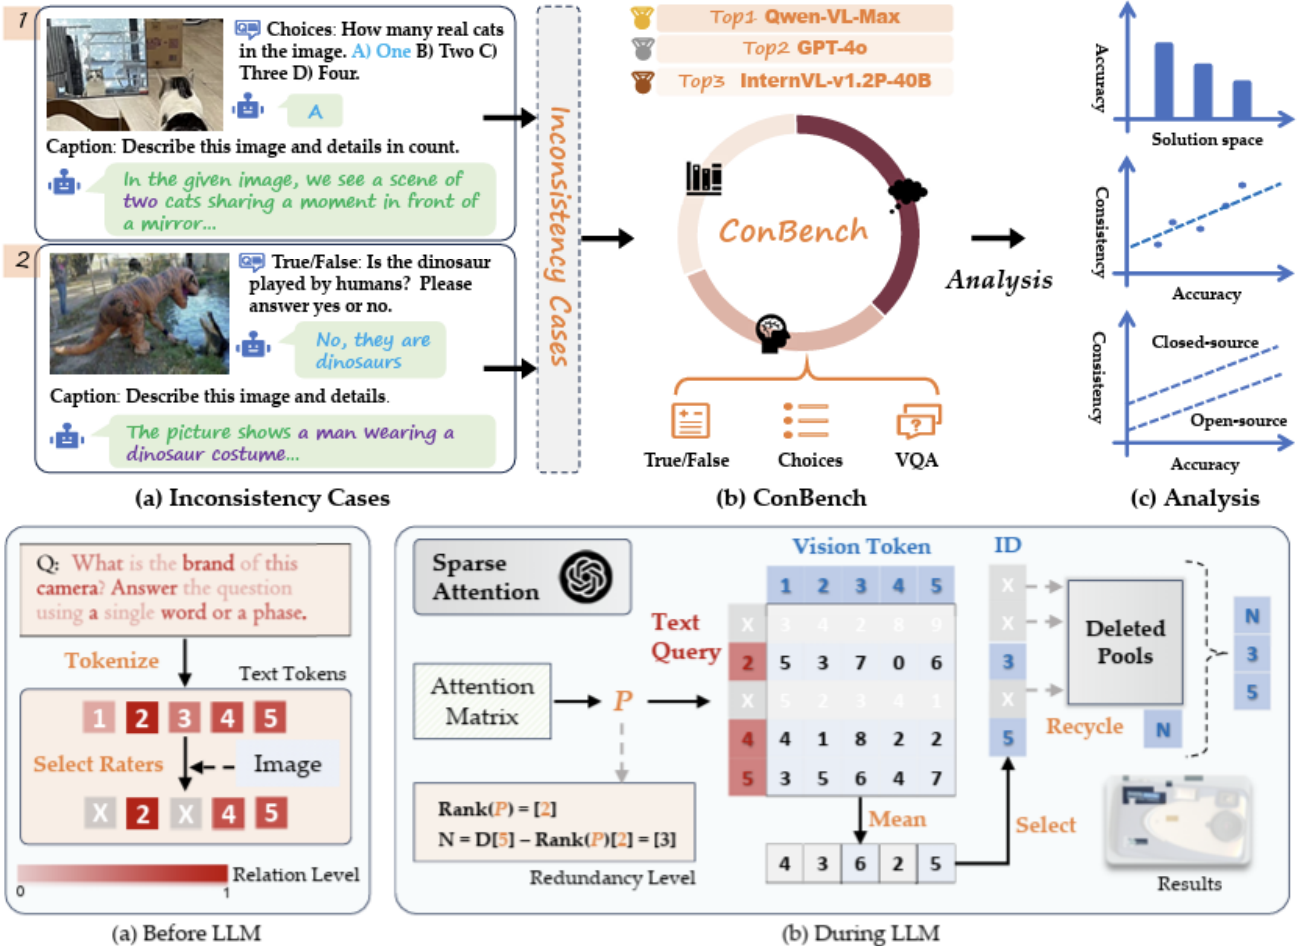 1
Choices: How many real cats
in the image. A) One B) Two C)
Three D) Four.
A
Caption: Describe this image and details in count.
In the given image, we see a scene of
two cats sharing a moment in front of
a mirror...
2
True/False: Is the dinosaur
played by humans? Please
answer yes or no.
No, they are
dinosaurs
Caption: Describe this image and details.
The picture shows a man wearing a
dinosaur costume...
(a) Inconsistency Cases
Inconsistency Cases
Top1 Qwen-VL-Max
Top2 GPT-4o
Top3 InternVL-v1.2P-40B
ConBench
True/False
Choices
VQA
(b) ConBench
Analysis
Accuracy
Solution space
Consistency
Accuracy
Consistency
Closed-source
Open-source
Accuracy
(c) Analysis
Q: What is the brand of this
camera? Answer the question
using a single word or a phase.
Tokenize
Text Tokens
1 2 3 4 5
Select Raters
Image
X 2 X 4 5
Relation Level
0 1
(a) Before LLM
Sparse
Attention
Attention
Matrix
P
Rank(P) = [2]
N = D[5] – Rank(P)[2] = [3]
Redundancy Level
Vision Token
1 2 3 4 5
Text
Query
X 3 4 2 8 9
2 5 3 7 0 6
X 5 2 3 4 1
4 4 1 8 2 2
5 3 5 6 4 7
Mean
4 3 6 2 5
Select
ID
X
X
3
X
5
Deleted
Pools
Recycle
N
N
3
5
Results
(b) During LLM